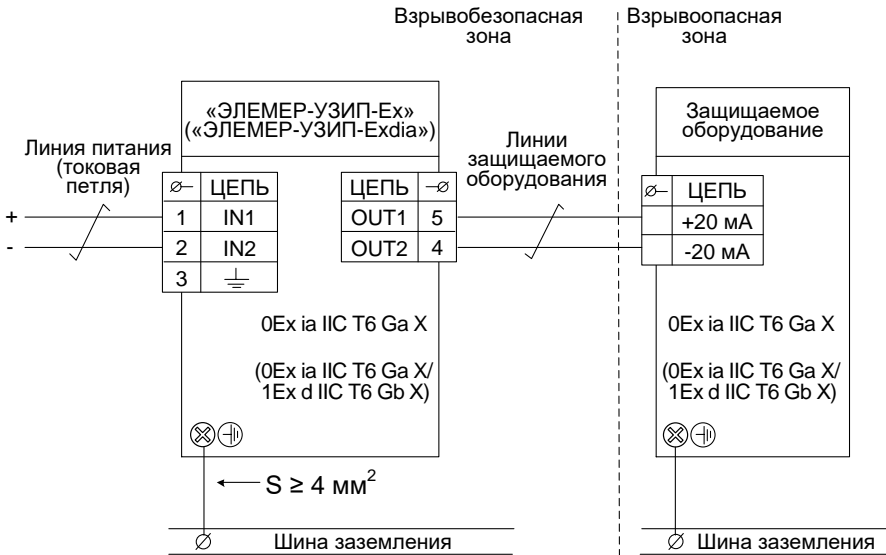 Взрывобезопасная
зона
Взрывоопасная
зона
«ЭЛЕМЕР-УЗИП-Ex»
(«ЭЛЕМЕР-УЗИП-Exdia»)
Защищаемое
оборудование
Линия питания
(токовая
петля)
Линии
защищаемого
оборудования
ЦЕПЬ
1 IN1
2 IN2
3
ЦЕПЬ
OUT1 5
OUT2 4
ЦЕПЬ
+20 мА
-20 мА
+
-
0Ex ia IIC T6 Ga X
(0Ex ia IIC T6 Ga X/
1Ex d IIC T6 Gb X)
0Ex ia IIC T6 Ga X
(0Ex ia IIC T6 Ga X/
1Ex d IIC T6 Gb X)
S ≥ 4 мм²
Шина заземления
Шина заземления